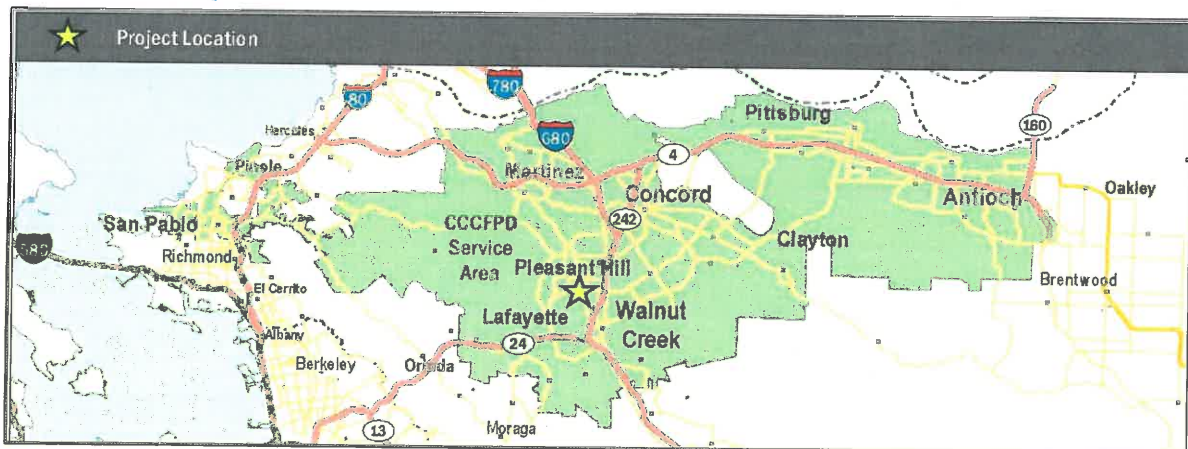 Project Location
780
80
Hercules
680
Pittsburg
160
Pinole
Martinez
4
Concord
Antioch
Oakley
San Pablo
CCCFPD
Service
Area
242
Clayton
580
Richmond
Pleasant Hill
Brentwood
El Cerrito
Lafayette
Walnut
Creek
Albany
24
Berkeley
Orinda
13
Moraga